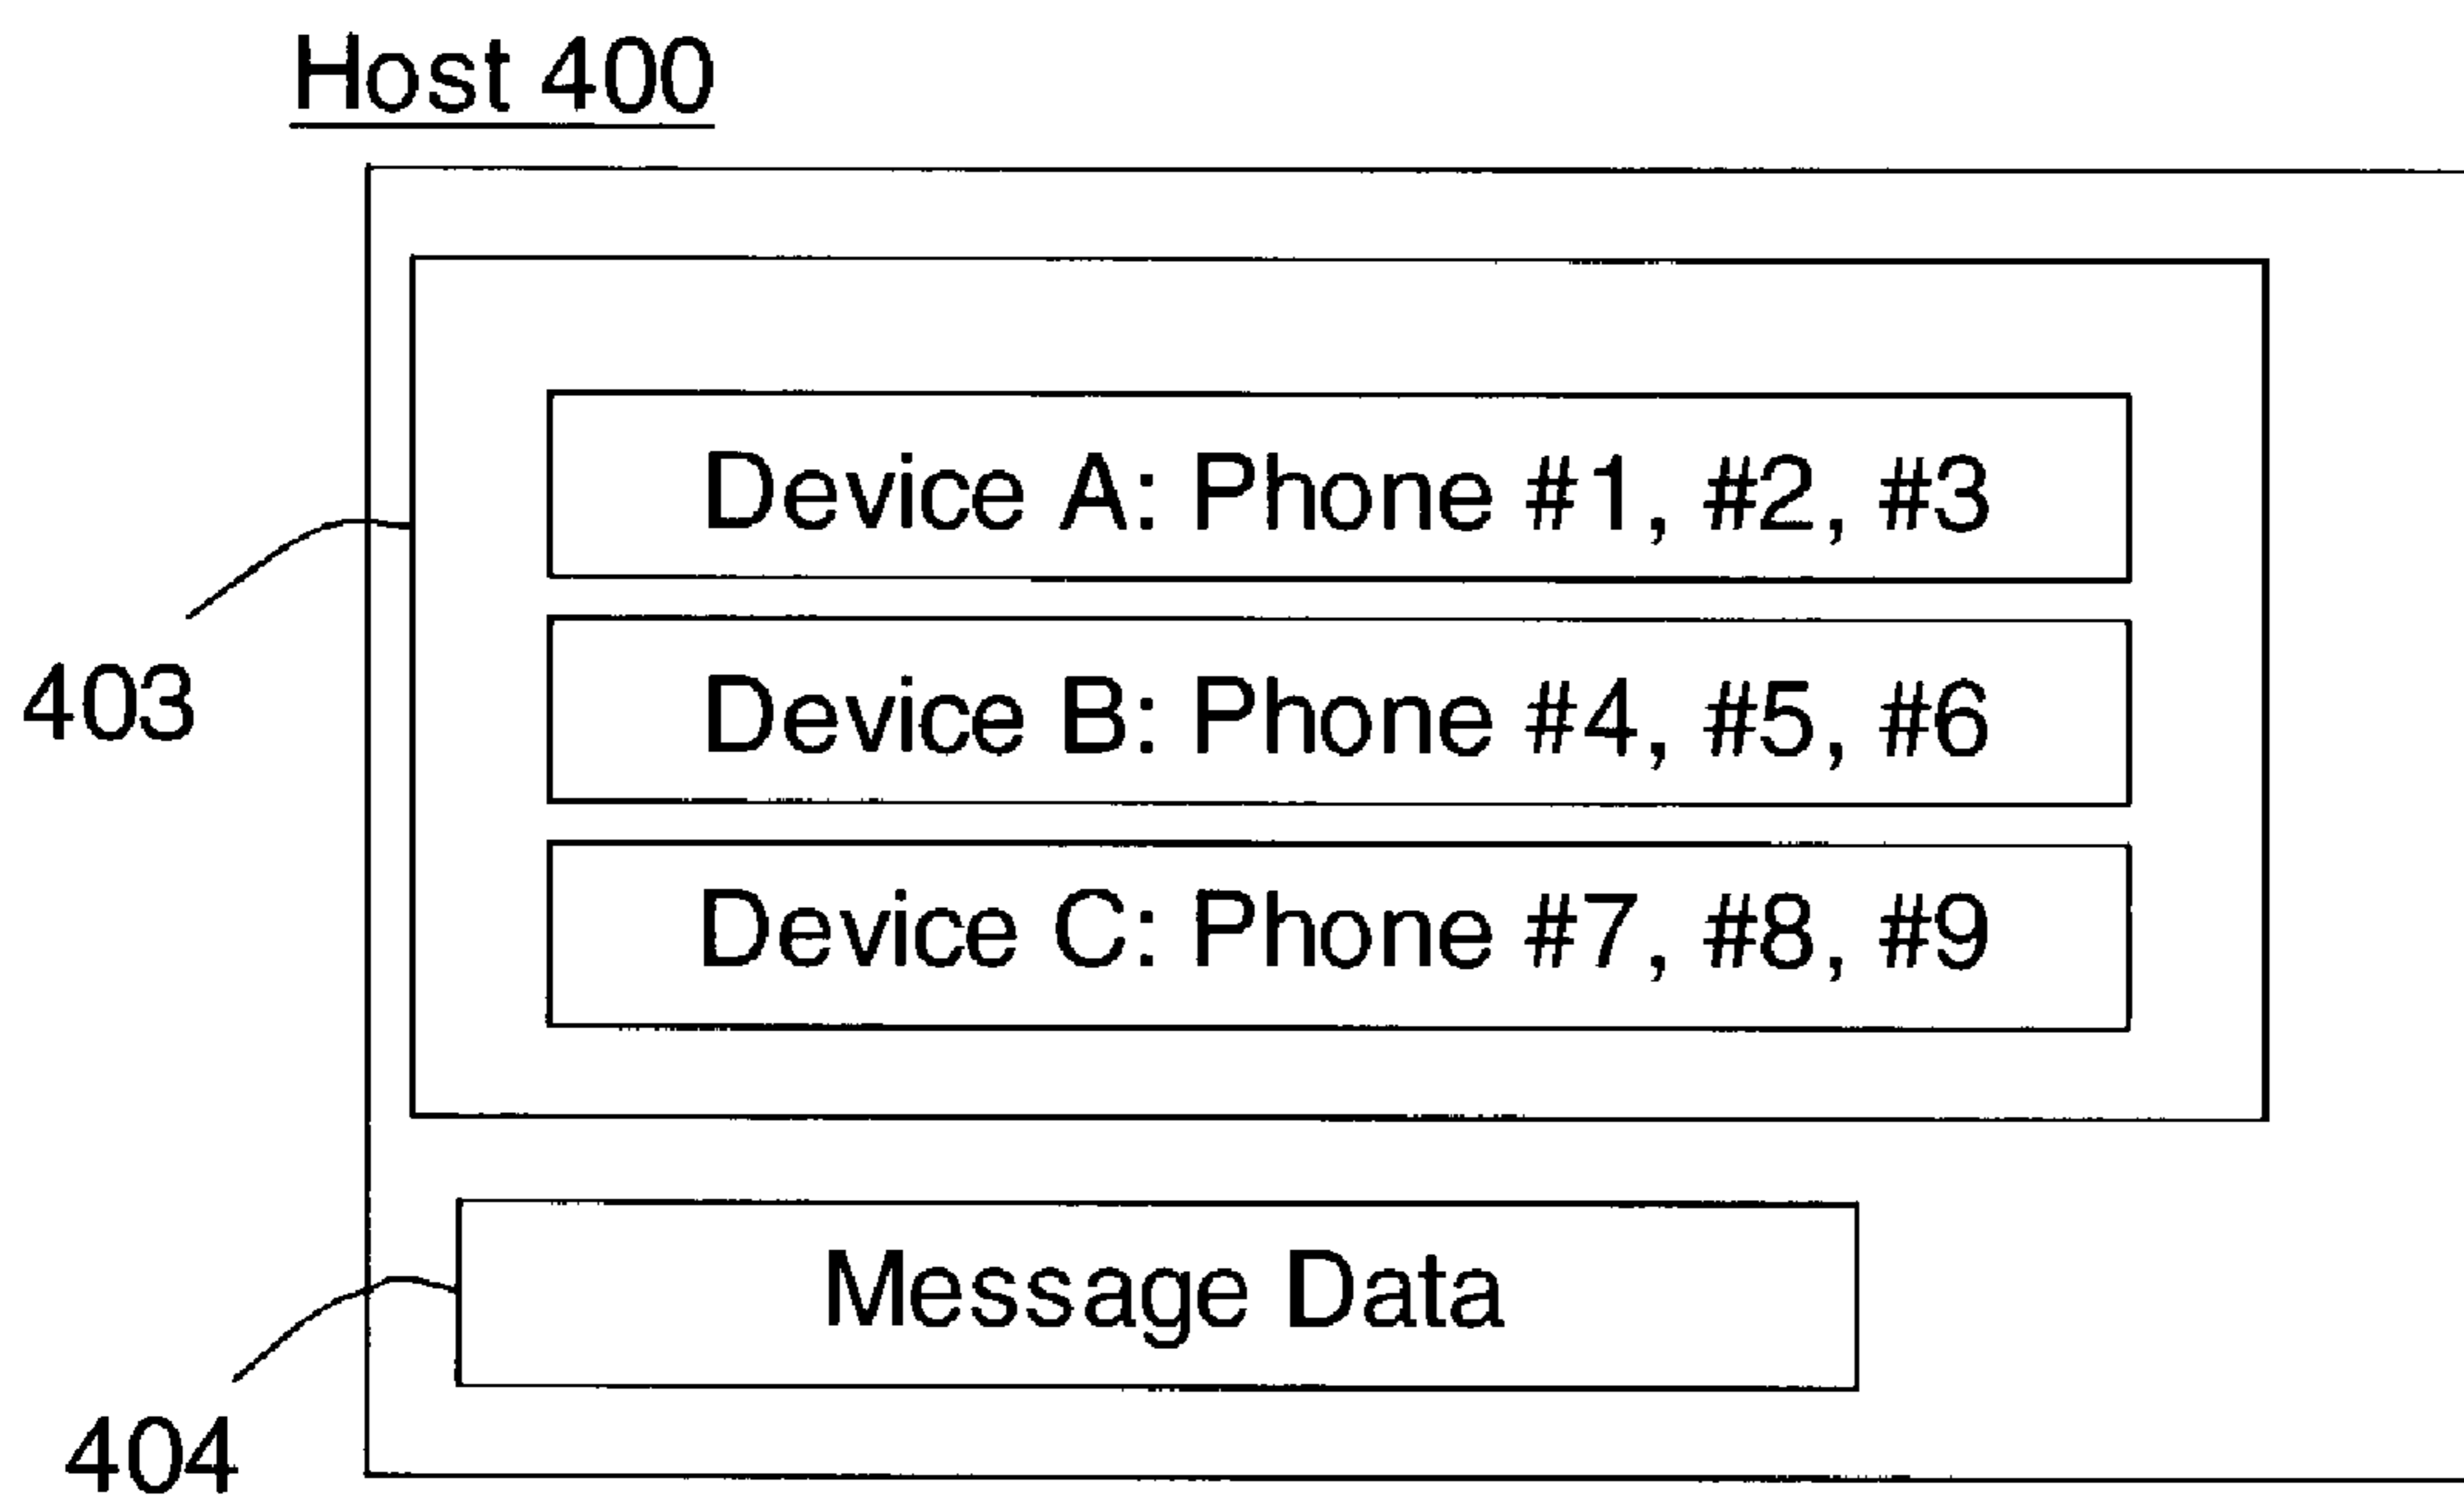 Host 400
Device A: Phone #1, #2, #3
403
Device B: Phone #4, #5, #6
Device C: Phone #7, #8, #9
Message Data
404